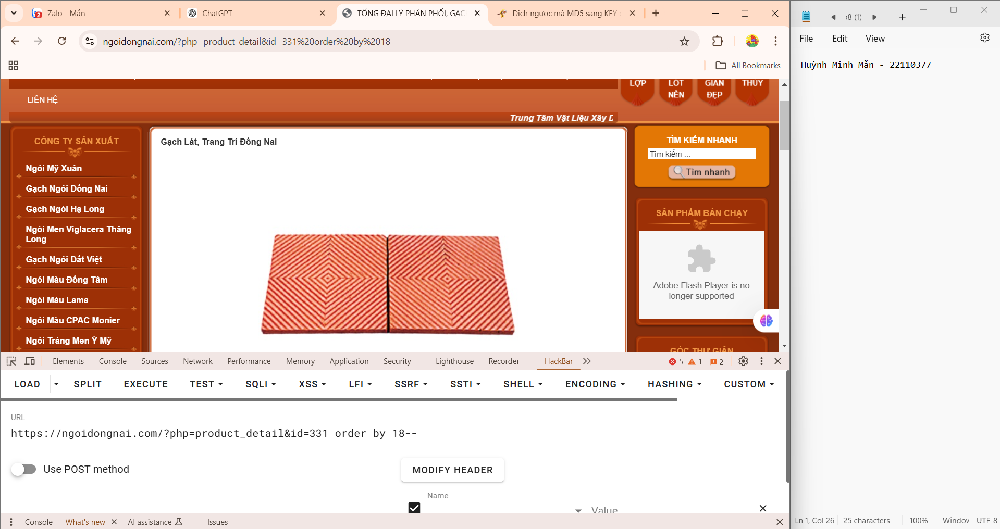 2
Zalo - Mẫn
ChatGPT
TỔNG ĐẠI LÝ PHÂN PHỐI, GẠC
Dịch ngược mã MD5 sang KEY
ngoidongnai.com/?php=product_detail&id=331%20order%20by%2018--
All Bookmarks
LIÊN HỆ
LỢP
LÓT
NỀN
GIAN
ĐẸP
THỦY
Trung Tâm Vật Liệu Xây D
CÔNG TY SẢN XUẤT
Ngói Mỹ Xuân
Gạch Ngói Đồng Nai
Gạch Ngói Hạ Long
Ngói Men Viglacera Thăng
Long
Gạch Ngói Đất Việt
Ngói Màu Đồng Tâm
Ngói Màu Lama
Ngói Màu CPAC Monier
Ngói Tráng Men Ý Mỹ
Gạch Lát, Trang Trí Đồng Nai
TÌM KIẾM NHANH
Tìm kiếm ...
Tìm nhanh
SẢN PHẨM BÁN CHẠY
Adobe Flash Player is no
longer supported
GÓC THƯ GIÃN
Elements Console Sources Network Performance Memory Application Security Lighthouse Recorder HackBar 5 1 2
LOAD SPLIT EXECUTE TEST SQLI XSS LFI SSRF SSTI SHELL ENCODING HASHING CUSTOM
URL
https://ngoidongnai.com/?php=product_detail&id=331 order by 18--
Use POST method
MODIFY HEADER
Name
Value
Console What's new AI assistance Issues
)8 (1)
File Edit View
Huỳnh Minh Mẫn - 22110377
Ln 1, Col 26 25 characters 100% Window UTF-8